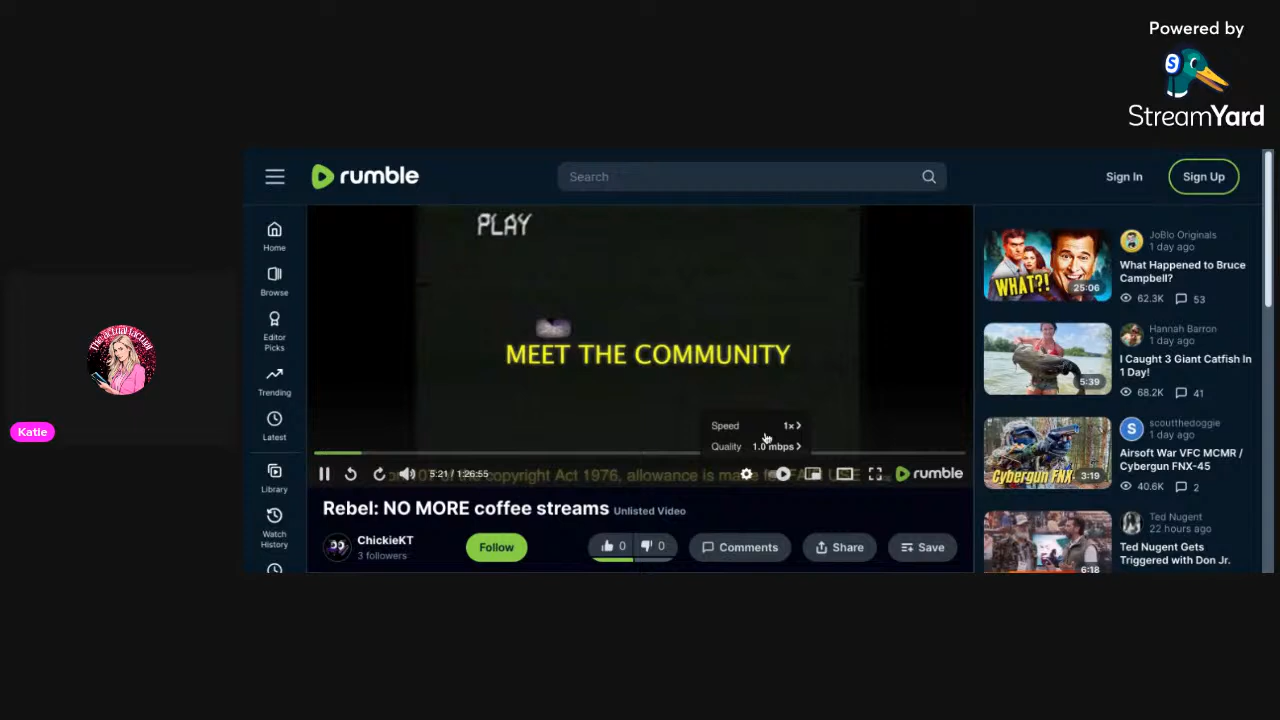 Powered by
StreamYard
rumble
Search
Sign In
Sign Up
Home
Browse
Editor
Picks
Trending
Latest
Library
Watch
History
PLAY
MEET THE COMMUNITY
Speed 1x
Quality 1.0 mbps
5:21 / 1:26:55
copyright Act 1976, allowance is made
rumble
Rebel: NO MORE coffee streams Unlisted Video
ChickieKT
3 followers
Follow
0 0
Comments
Share
Save
WHAT?!
25:06
JoBlo Originals
1 day ago
What Happened to Bruce
Campbell?
62.3K 53
5:39
Hannah Barron
1 day ago
I Caught 3 Giant Catfish In
1 Day!
68.2K 41
Cybergun FNX
3:19
S
scoutthedoggie
1 day ago
Airsoft War VFC MCMR /
Cybergun FNX-45
40.6K 2
6:18
Ted Nugent
22 hours ago
Ted Nugent Gets
Triggered with Don Jr.
The actual factual
Katie